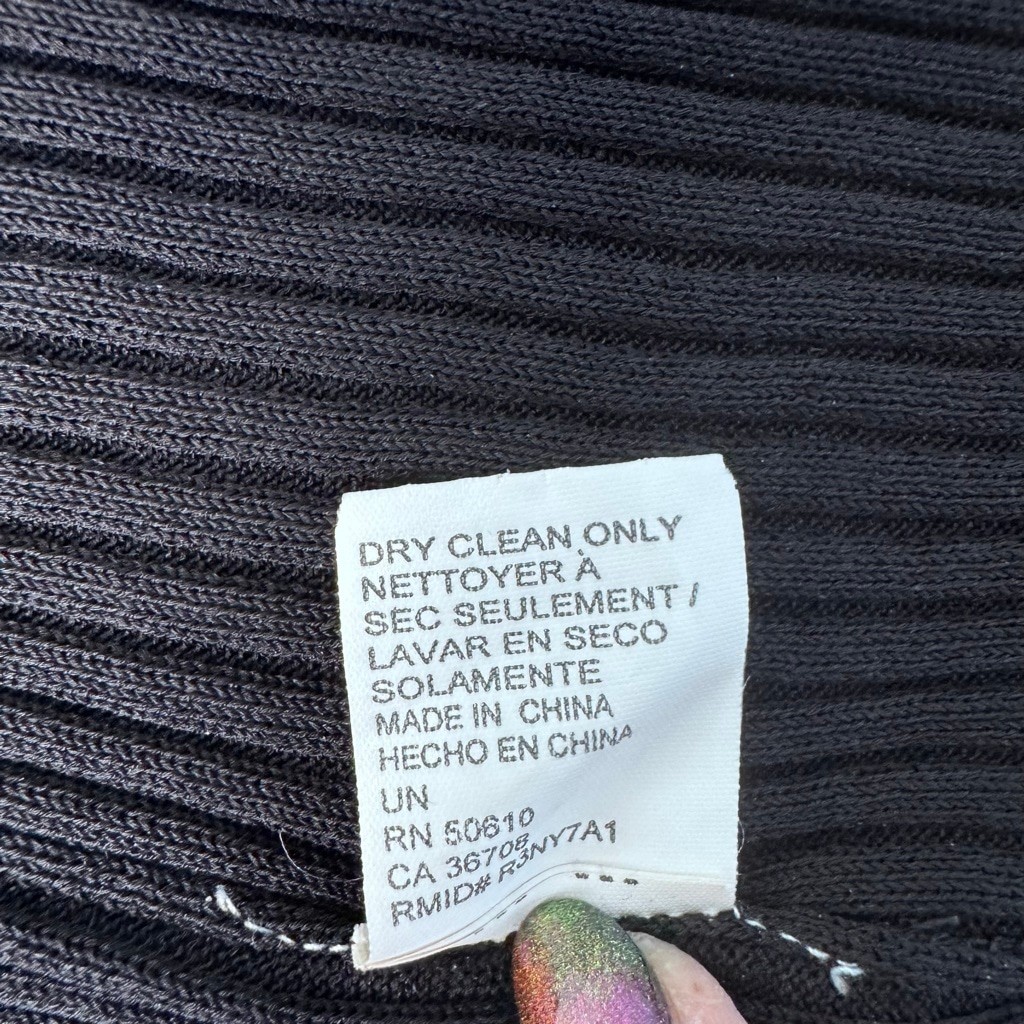 DRY CLEAN ONLY
NETTOYER À
SEC SEULEMENT /
LAVAR EN SECO
SOLAMENTE
MADE IN CHINA
HECHO EN CHINA
UN
RN 50610
CA 36708
RMID# R3NY7A1